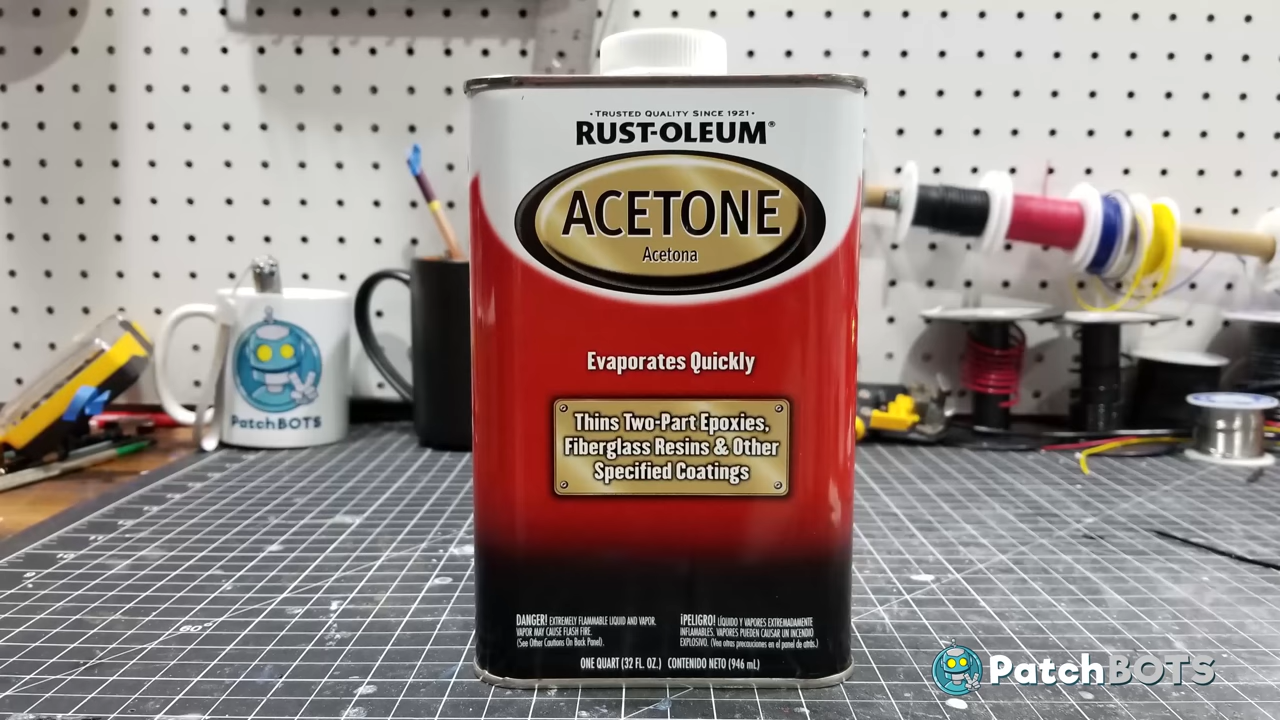 • TRUSTED QUALITY SINCE 1921 •
RUST-OLEUM®
ACETONE
Acetona
Evaporates Quickly
Thins Two-Part Epoxies,
Fiberglass Resins & Other
Specified Coatings
DANGER! EXTREMELY FLAMMABLE LIQUID AND VAPOR.
VAPOR MAY CAUSE FLASH FIRE.
(See Other Cautions On Back Panel).
¡PELIGRO! LÍQUIDO Y VAPORES EXTREMADAMENTE
INFLAMABLES. VAPORES PUEDEN CAUSAR UN INCENDIO
EXPLOSIVO. (Vea otras precauciones en el panel de atrás.)
ONE QUART (32 FL. OZ.) CONTENIDO NETO (946 mL)
PatchBOTS
60°
PatchBOTS